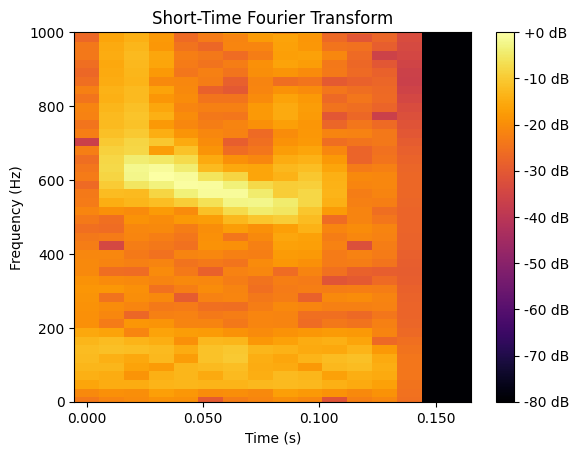 Short-Time Fourier Transform
Frequency (Hz)
1000
800
600
400
200
0
0.000
0.050
0.100
0.150
Time (s)
+0 dB
-10 dB
-20 dB
-30 dB
-40 dB
-50 dB
-60 dB
-70 dB
-80 dB